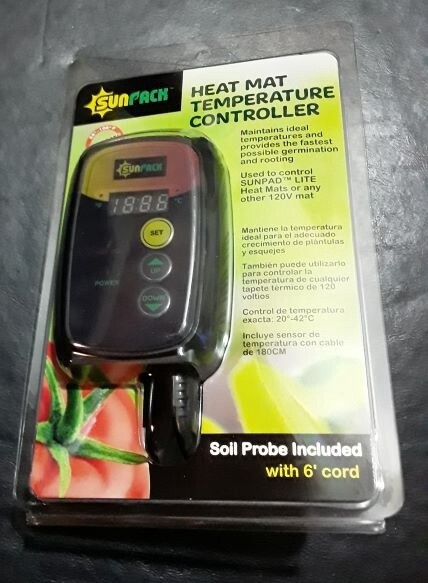 SUNPACK™
HEAT MAT
TEMPERATURE
CONTROLLER
Maintains ideal
temperatures and
provides the fastest
possible germination
and rooting
Used to control
SUNPAD™ LITE
Heat Mats or any
other 120V mat
SUNPACK
°F
°C
SET
UP
POWER
DOWN
Mantiene la temperatura
ideal para el adecuado
crecimiento de plántulas
y esquejes
También puede utilizarlo
para controlar la
temperatura de cualquier
tapete térmico de 120
voltios
Control de temperatura
exacta: 20°-42°C
Incluye sensor de
temperatura con cable
de 180CM
Soil Probe Included
with 6' cord